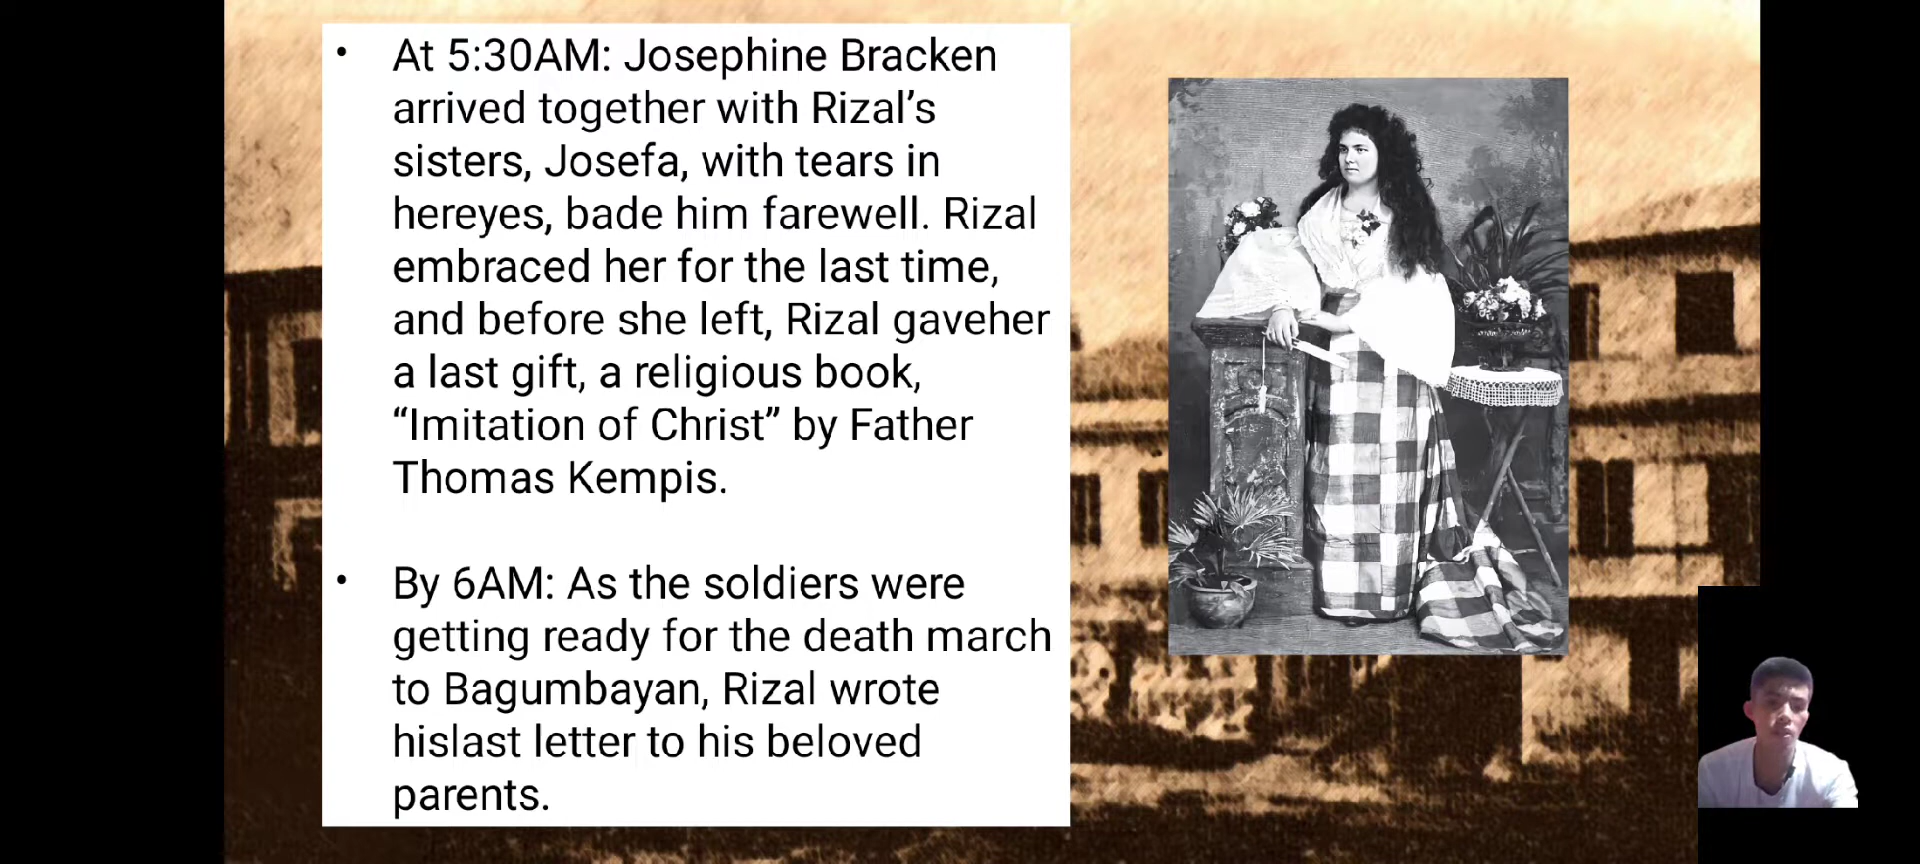 • At 5:30AM: Josephine Bracken
arrived together with Rizal’s
sisters, Josefa, with tears in
hereyes, bade him farewell. Rizal
embraced her for the last time,
and before she left, Rizal gaveher
a last gift, a religious book,
“Imitation of Christ” by Father
Thomas Kempis.
• By 6AM: As the soldiers were
getting ready for the death march
to Bagumbayan, Rizal wrote
hislast letter to his beloved
parents.